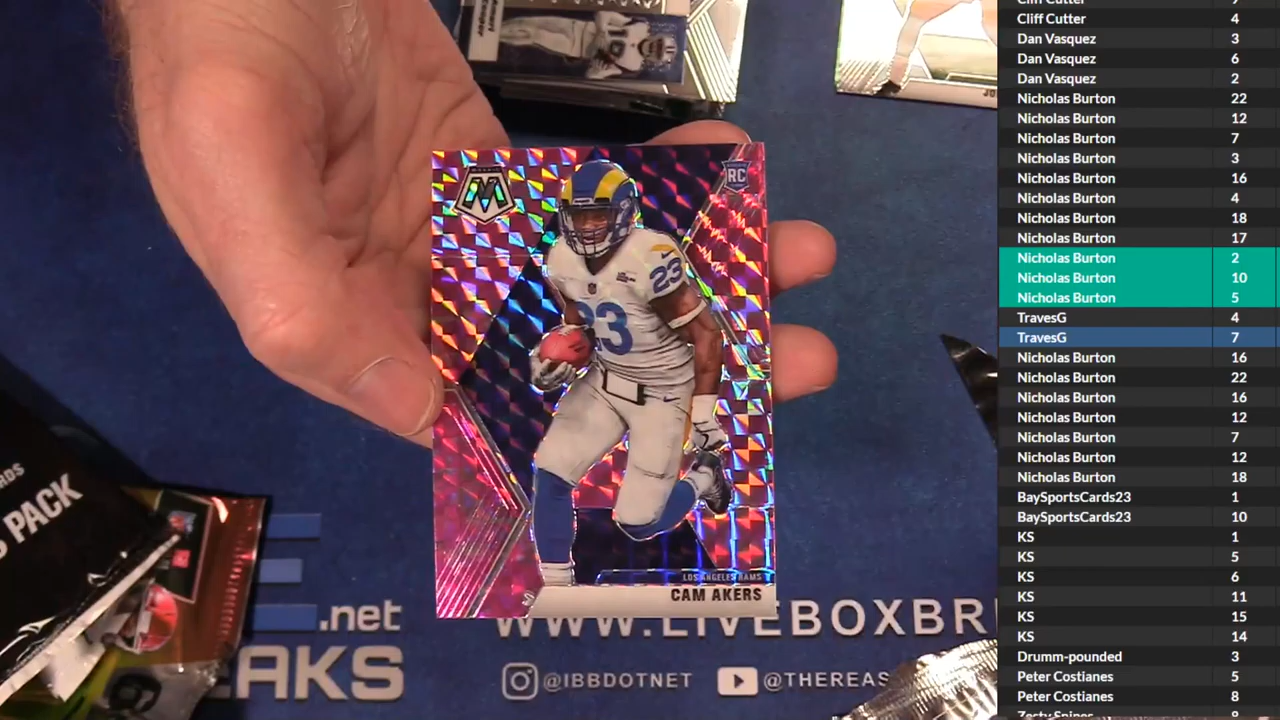 RC
23
23
LOS ANGELES RAMS
CAM AKERS
PACK
.net
WWW.LIVEBOXBR
AKS
@IBBDOTNET
@THEREAS
Cliff Cutter
Cliff Cutter 4
Dan Vasquez 3
Dan Vasquez 6
Dan Vasquez 2
Nicholas Burton 22
Nicholas Burton 12
Nicholas Burton 7
Nicholas Burton 3
Nicholas Burton 16
Nicholas Burton 4
Nicholas Burton 18
Nicholas Burton 17
Nicholas Burton 2
Nicholas Burton 10
Nicholas Burton 5
TravesG 4
TravesG 7
Nicholas Burton 16
Nicholas Burton 22
Nicholas Burton 16
Nicholas Burton 12
Nicholas Burton 7
Nicholas Burton 12
Nicholas Burton 18
BaySportsCards23 1
BaySportsCards23 10
KS 1
KS 5
KS 6
KS 11
KS 15
KS 14
Drumm-pounded 3
Peter Costianes 5
Peter Costianes 8